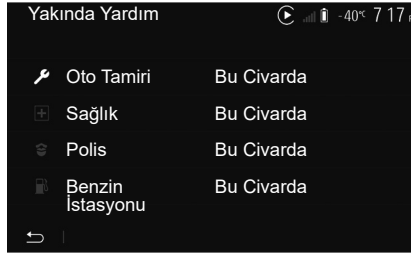 Yakında Yardım -40°C 7 17
Oto Tamiri Bu Civarda
Sağlık Bu Civarda
Polis Bu Civarda
Benzin Bu Civarda
İstasyonu